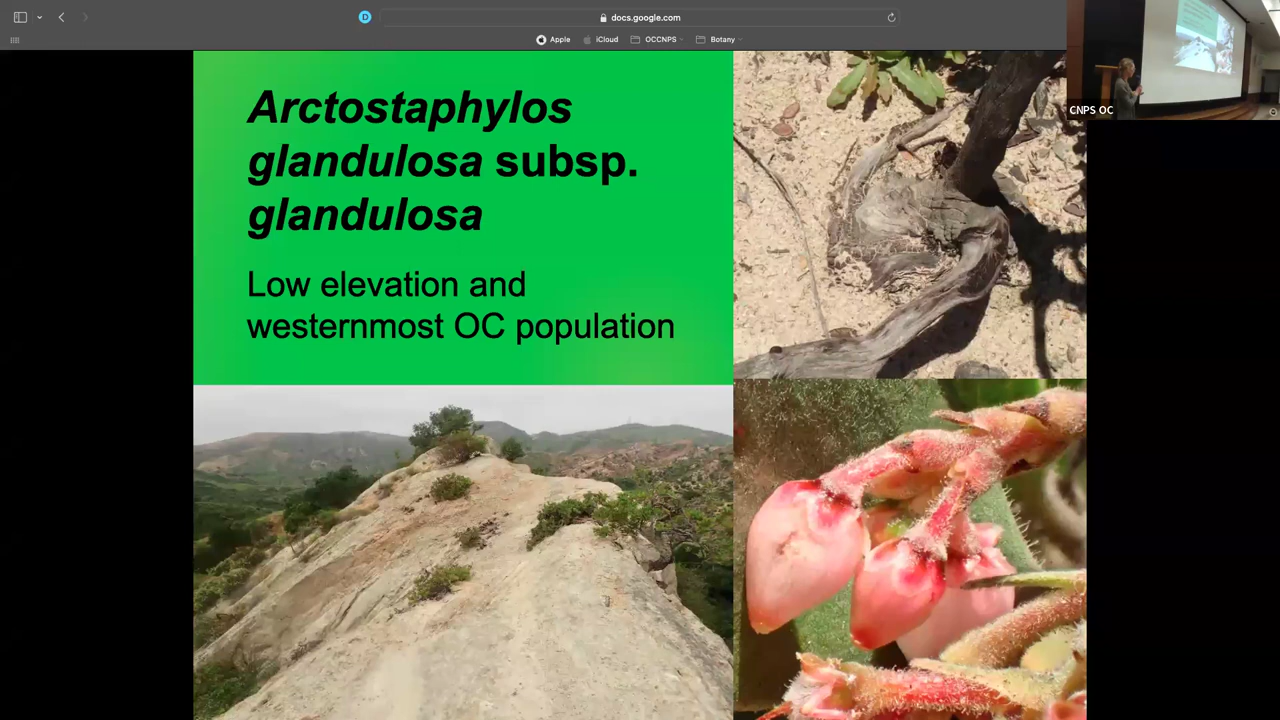 docs.google.com
Apple
iCloud
OCCNPS
Botany
CNPS OC
Arctostaphylos
glandulosa subsp.
glandulosa
Low elevation and
westernmost OC population